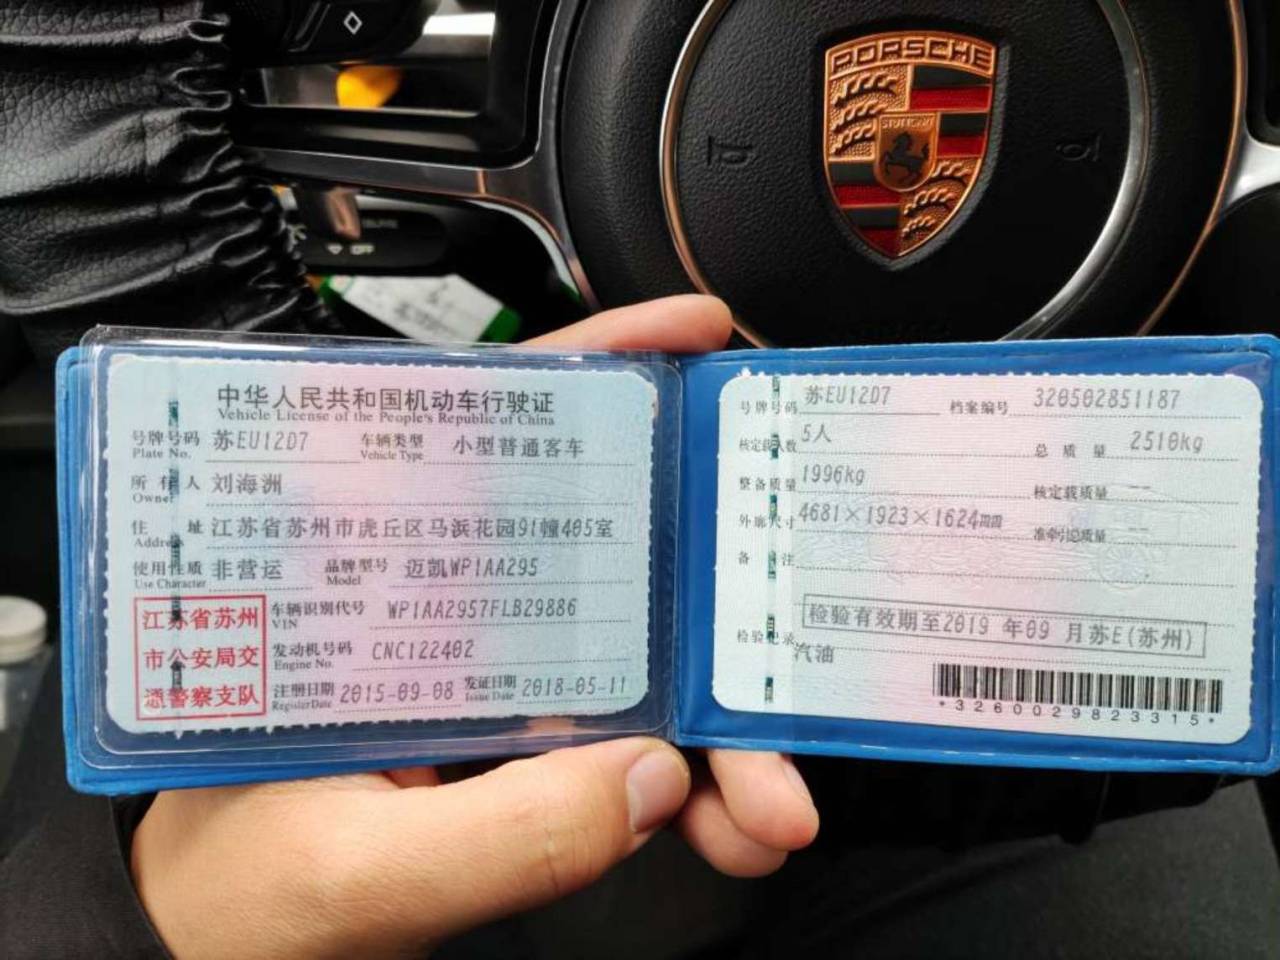 PORSCHE
STUTTGART
OFF
中华人民共和国机动车行驶证
Vehicle License of the People's Republic of China
号牌号码 苏EU12D7 车辆类型 小型普通客车
Plate No. Vehicle Type
所有人 刘海洲
Owner
住址 江苏省苏州市虎丘区马浜花园91幢405室
Address
使用性质 非营运 品牌型号 迈凯WP1AA295
Use Character Model
江苏省苏州
市公安局交
通警察支队
车辆识别代号 WP1AA2957FLB29886
VIN
发动机号码 CNC122402
Engine No.
注册日期 2015-09-08 发证日期 2018-05-11
Register Date Issue Date
号牌号码 苏EU12D7 档案编号 320502851187
核定载人数 5人 总质量 2510kg
整备质量 1996kg 核定载质量 --
外廓尺寸 4681×1923×1624mm 准牵引总质量 --
备注
检验有效期至2019年09月苏E(苏州)
检验记录
汽油
*3260029823315*